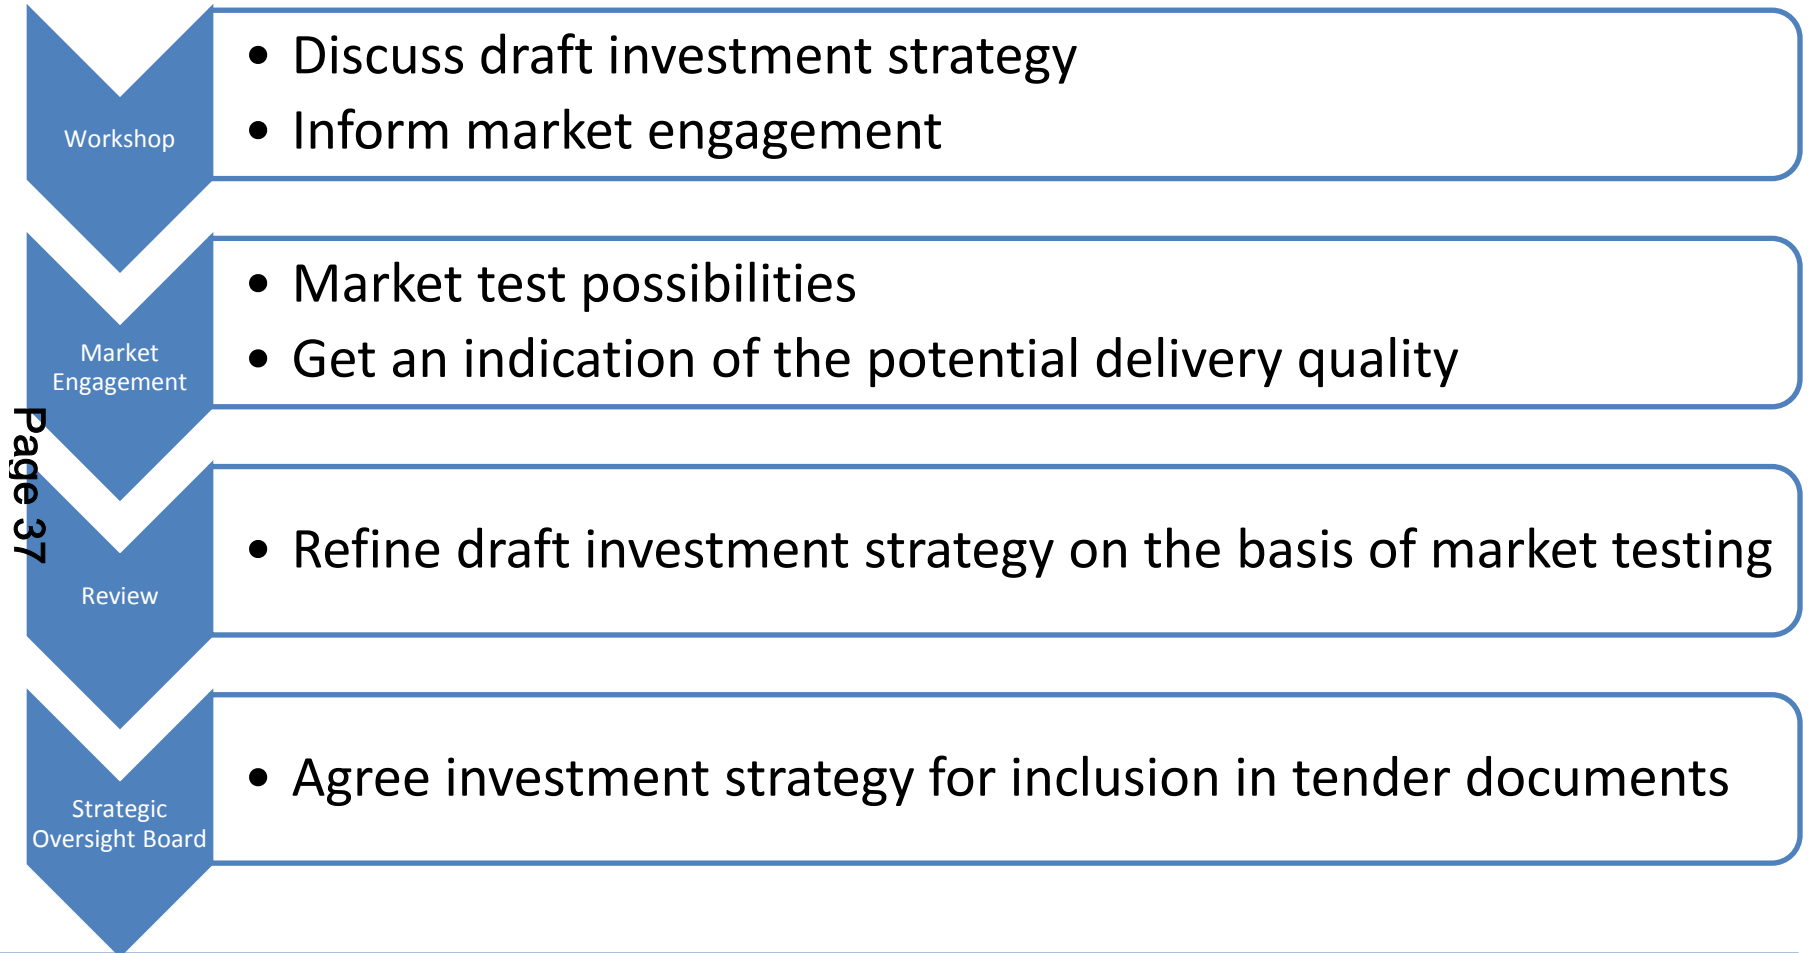 Workshop
• Discuss draft investment strategy
• Inform market engagement
Market
Engagement
• Market test possibilities
• Get an indication of the potential delivery quality
Page 37
Review
• Refine draft investment strategy on the basis of market testing
Strategic
Oversight Board
• Agree investment strategy for inclusion in tender documents